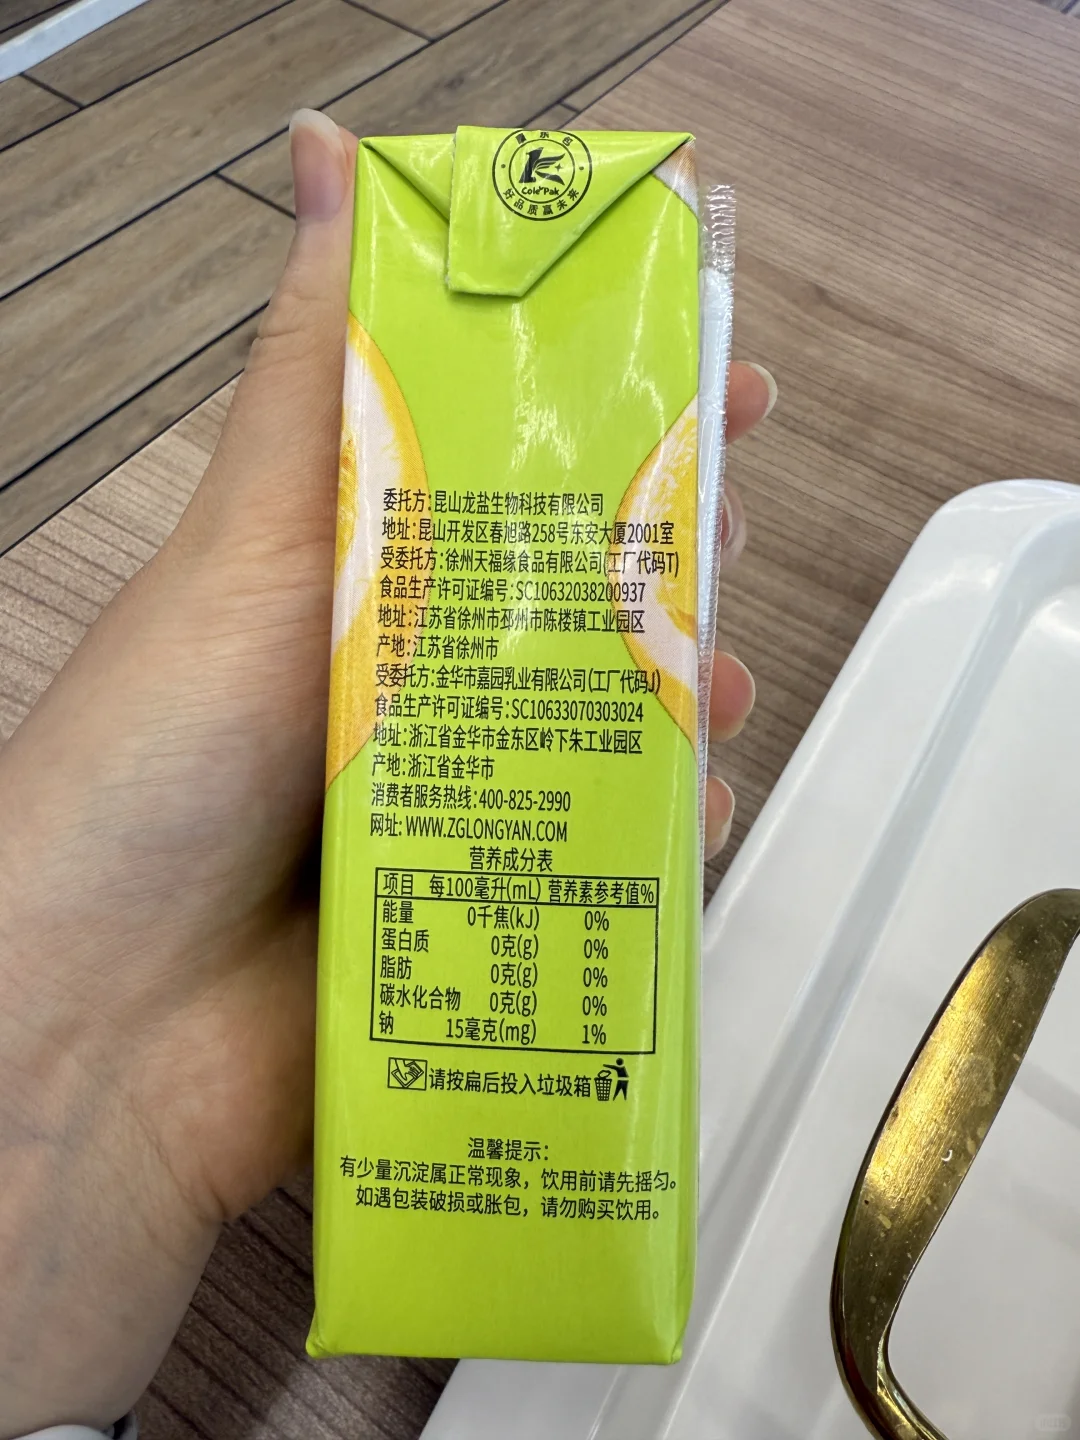 康乐包
Cole Pak
好品质赢未来
委托方:昆山龙盐生物科技有限公司
地址:昆山开发区春旭路258号东安大厦2001室
受委托方:徐州天福缘食品有限公司(工厂代码T)
食品生产许可证编号:SC10632038200937
地址:江苏省徐州市邳州市陈楼镇工业园区
产地:江苏省徐州市
受委托方:金华市嘉园乳业有限公司(工厂代码J)
食品生产许可证编号:SC10633070303024
地址:浙江省金华市金东区岭下朱工业园区
产地:浙江省金华市
消费者服务热线:400-825-2990
网址:WWW.ZGLONGYAN.COM
营养成分表
项目 每100毫升(mL) 营养素参考值%
能量 0千焦(kJ) 0%
蛋白质 0克(g) 0%
脂肪 0克(g) 0%
碳水化合物 0克(g) 0%
钠 15毫克(mg) 1%
请按扁后投入垃圾箱
温馨提示:
有少量沉淀属正常现象，饮用前请先摇匀。
如遇包装破损或胀包，请勿购买饮用。